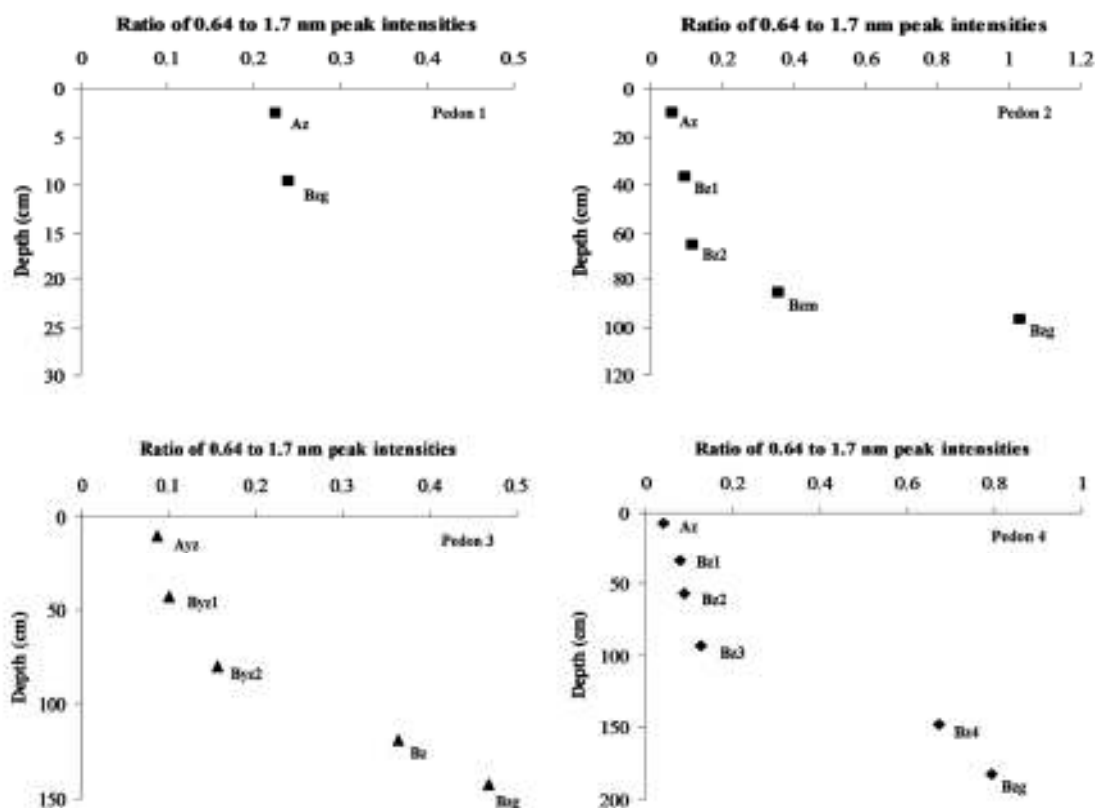 Ratio of 0.64 to 1.7 nm peak intensities
0 0.1 0.2 0.3 0.4 0.5
0
5
10
15
20
25
30
Depth (cm)
Pedon 1
Az
Bzg
Ratio of 0.64 to 1.7 nm peak intensities
0 0.2 0.4 0.6 0.8 1 1.2
0
20
40
60
80
100
120
Depth (cm)
Pedon 2
Az
Bz1
Bz2
Bzm
Bzg
Ratio of 0.64 to 1.7 nm peak intensities
0 0.1 0.2 0.3 0.4 0.5
0
50
100
150
Depth (cm)
Pedon 3
Ayz
Byz1
Byz2
Bz
Bzg
Ratio of 0.64 to 1.7 nm peak intensities
0 0.2 0.4 0.6 0.8 1
0
50
100
150
200
Depth (cm)
Pedon 4
Az
Bz1
Bz2
Bz3
Bz4
Bzg